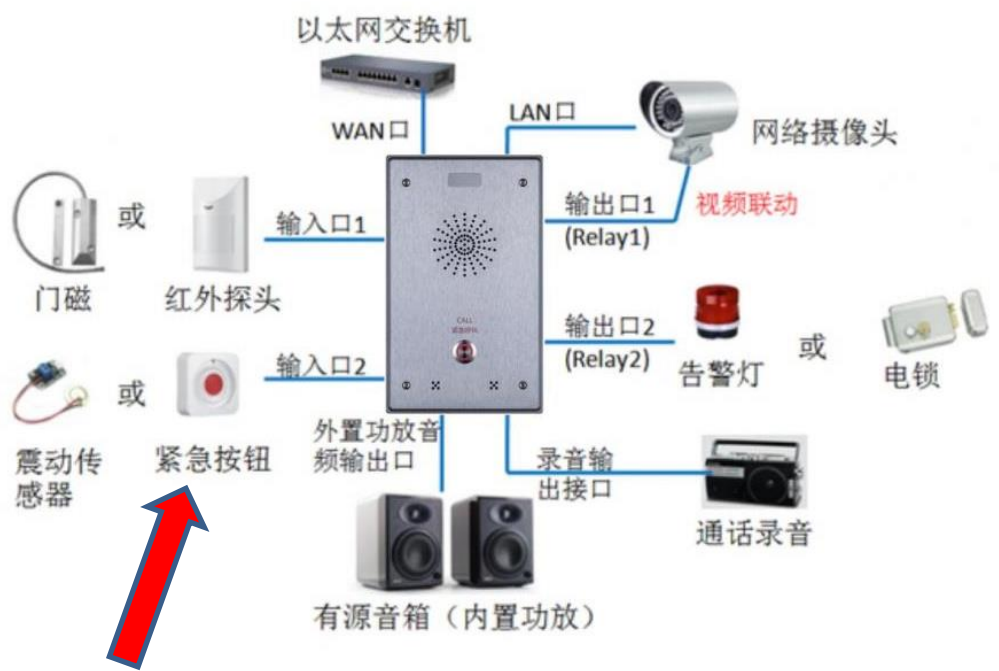 以太网交换机
WAN口
LAN口
网络摄像头
或
输入口1
输出口1
(Relay1)
视频联动
门磁
红外探头
CALL
输出口2
(Relay2)
或
告警灯
电锁
输入口2
或
震动传
感器
紧急按钮
外置功放音
频输出口
录音输
出接口
通话录音
有源音箱（内置功放）